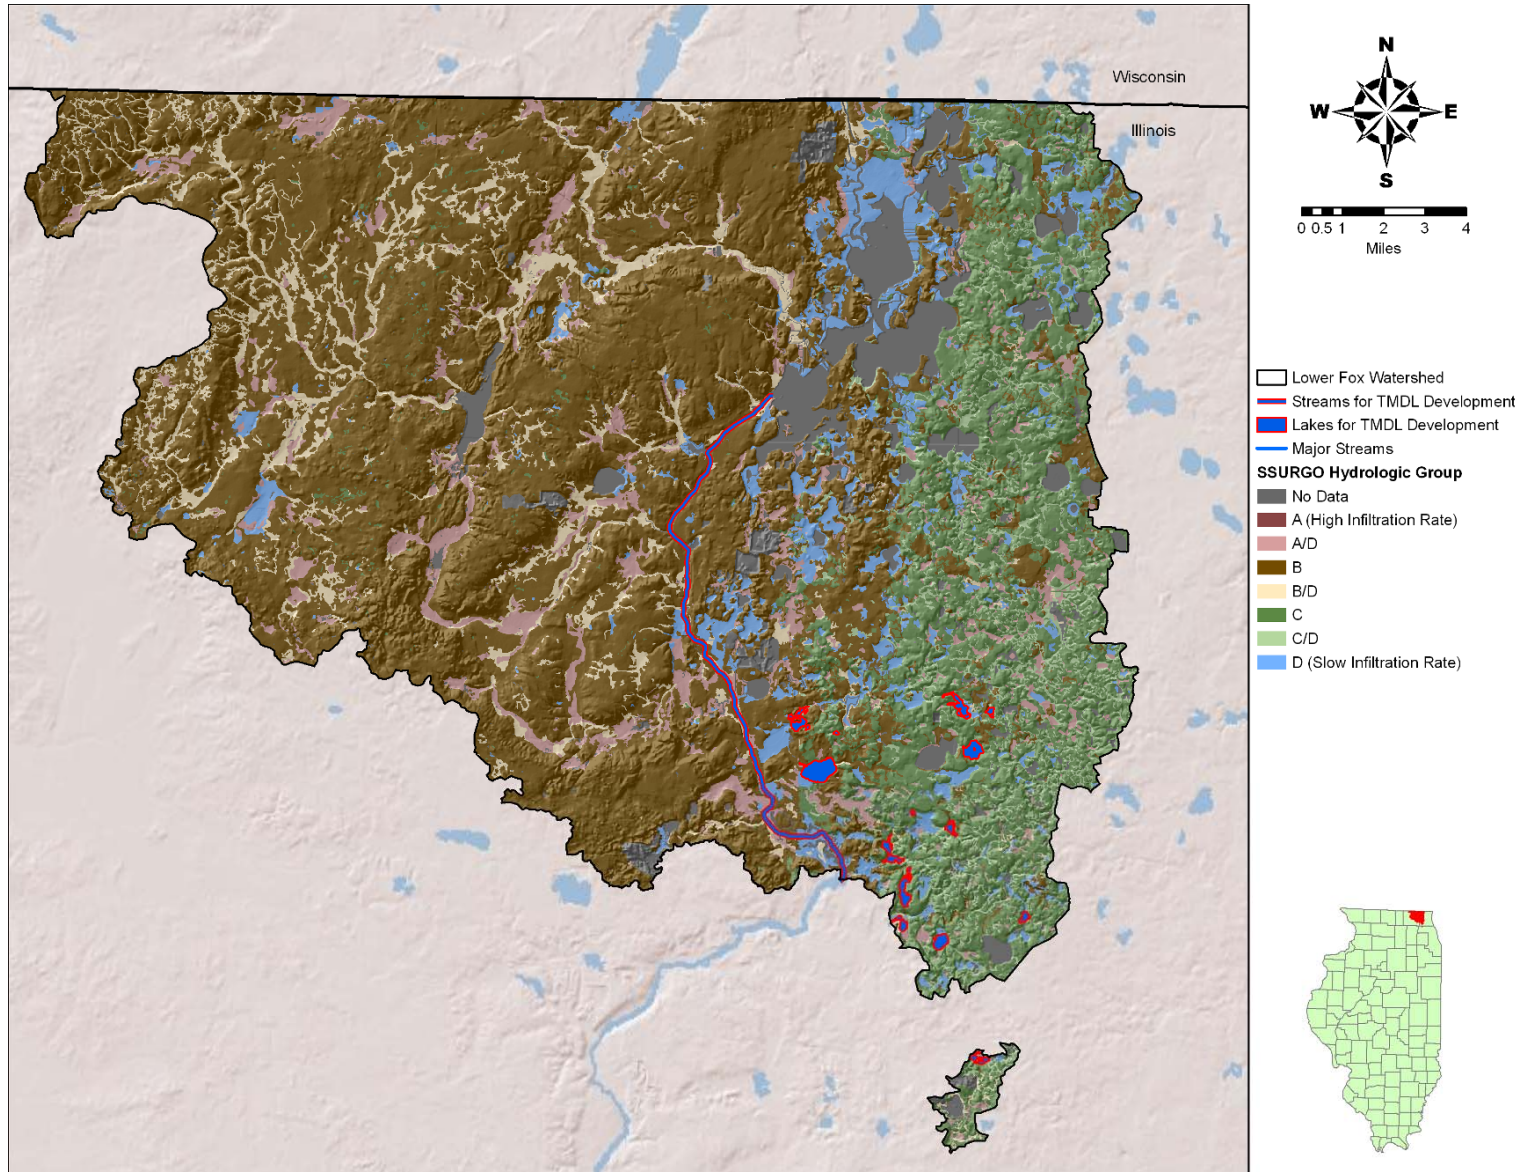 Wisconsin
Illinois
N
W E
S
0 0.5 1 2 3 4
Miles
Lower Fox Watershed
Streams for TMDL Development
Lakes for TMDL Development
Major Streams
SSURGO Hydrologic Group
No Data
A (High Infiltration Rate)
A/D
B
B/D
C
C/D
D (Slow Infiltration Rate)